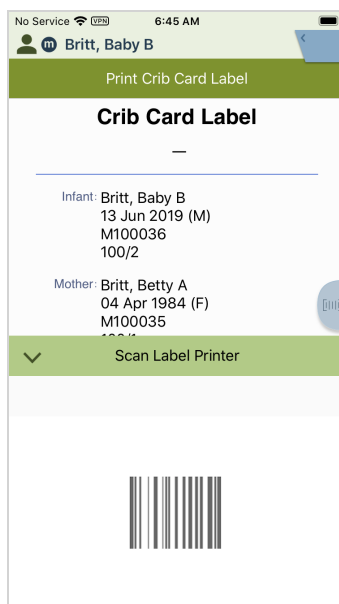 No Service VPN 6:45 AM
m Britt, Baby B
Print Crib Card Label
Crib Card Label
—
Infant: Britt, Baby B
13 Jun 2019 (M)
M100036
100/2
Mother: Britt, Betty A
04 Apr 1984 (F)
M100035
Scan Label Printer